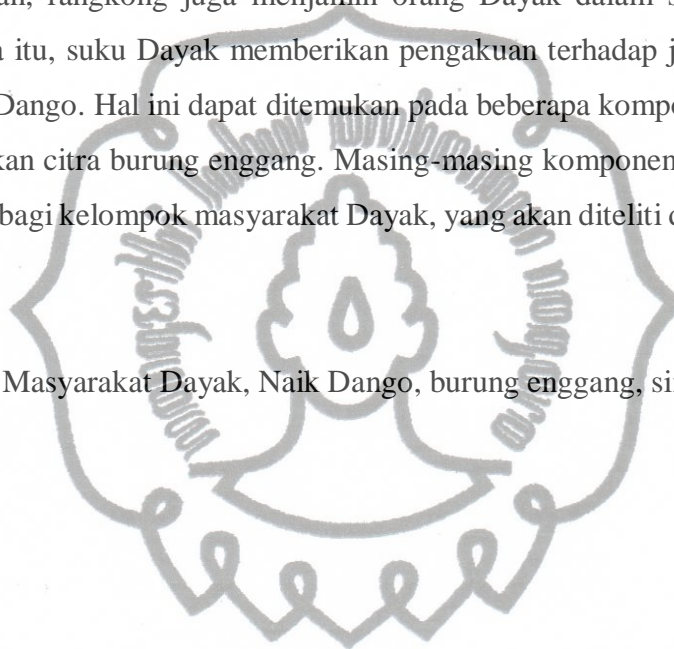 an, rangkong juga menjamin orang Dayak dalam s
a itu, suku Dayak memberikan pengakuan terhadap j
Dango. Hal ini dapat ditemukan pada beberapa kompo
kan citra burung enggang. Masing-masing komponen
bagi kelompok masyarakat Dayak, yang akan diteliti d
Masyarakat Dayak, Naik Dango, burung enggang, si